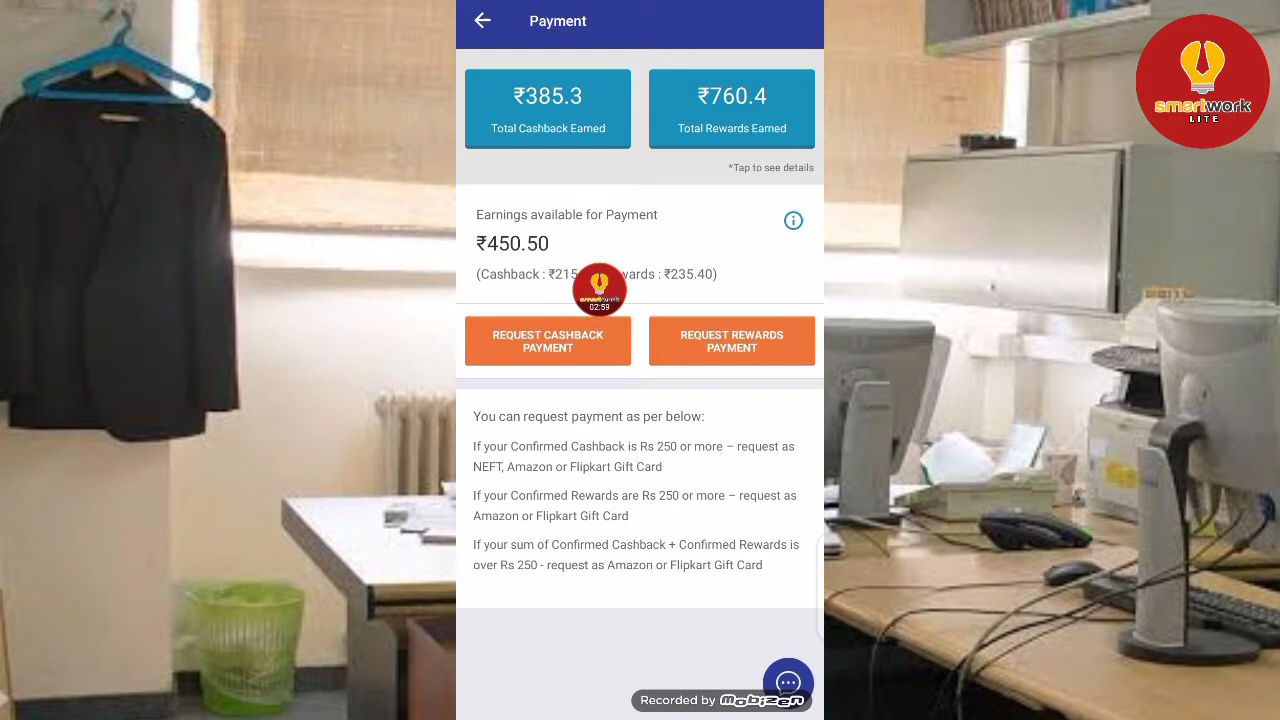 Payment
smartwork
LITE
₹385.3
Total Cashback Earned
₹760.4
Total Rewards Earned
*Tap to see details
Earnings available for Payment
₹450.50
(Cashback : ₹215 wards : ₹235.40)
smartwork
02:59
REQUEST CASHBACK
PAYMENT
REQUEST REWARDS
PAYMENT
You can request payment as per below:
If your Confirmed Cashback is Rs 250 or more – request as
NEFT, Amazon or Flipkart Gift Card
If your Confirmed Rewards are Rs 250 or more – request as
Amazon or Flipkart Gift Card
If your sum of Confirmed Cashback + Confirmed Rewards is
over Rs 250 - request as Amazon or Flipkart Gift Card
Recorded by Mobizen